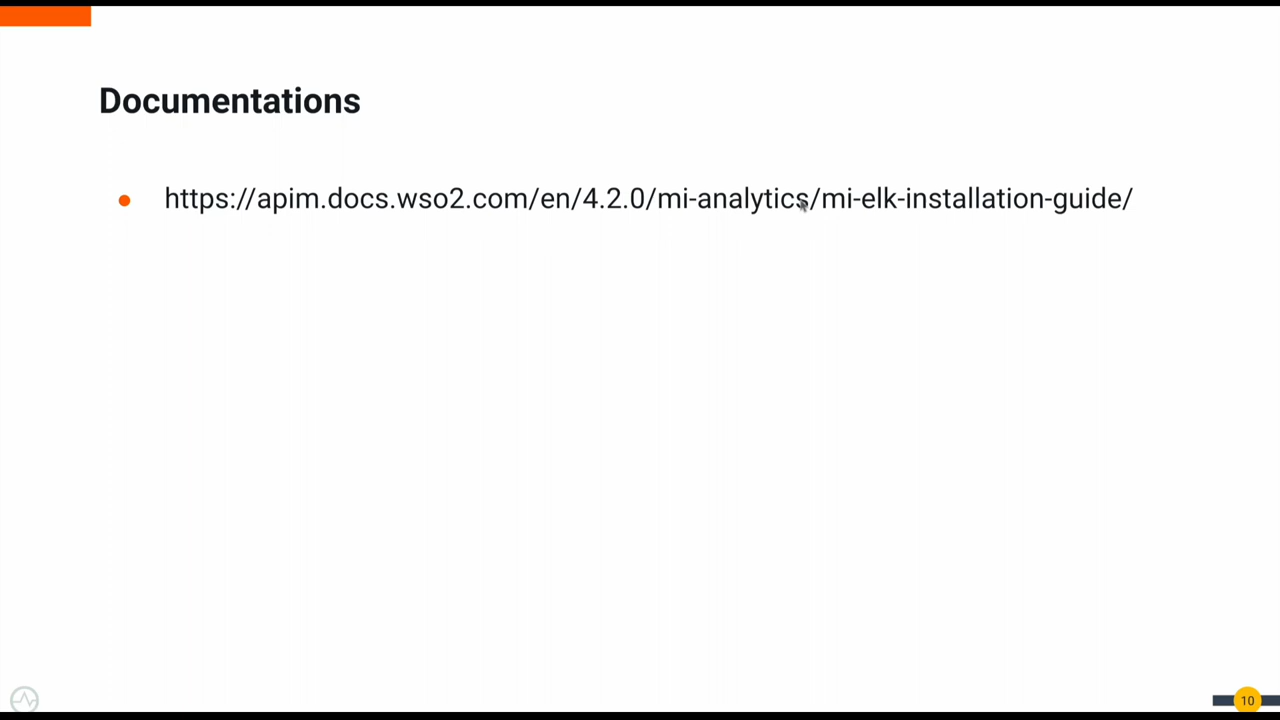 Documentations
● https://apim.docs.wso2.com/en/4.2.0/mi-analytics/mi-elk-installation-guide/
10